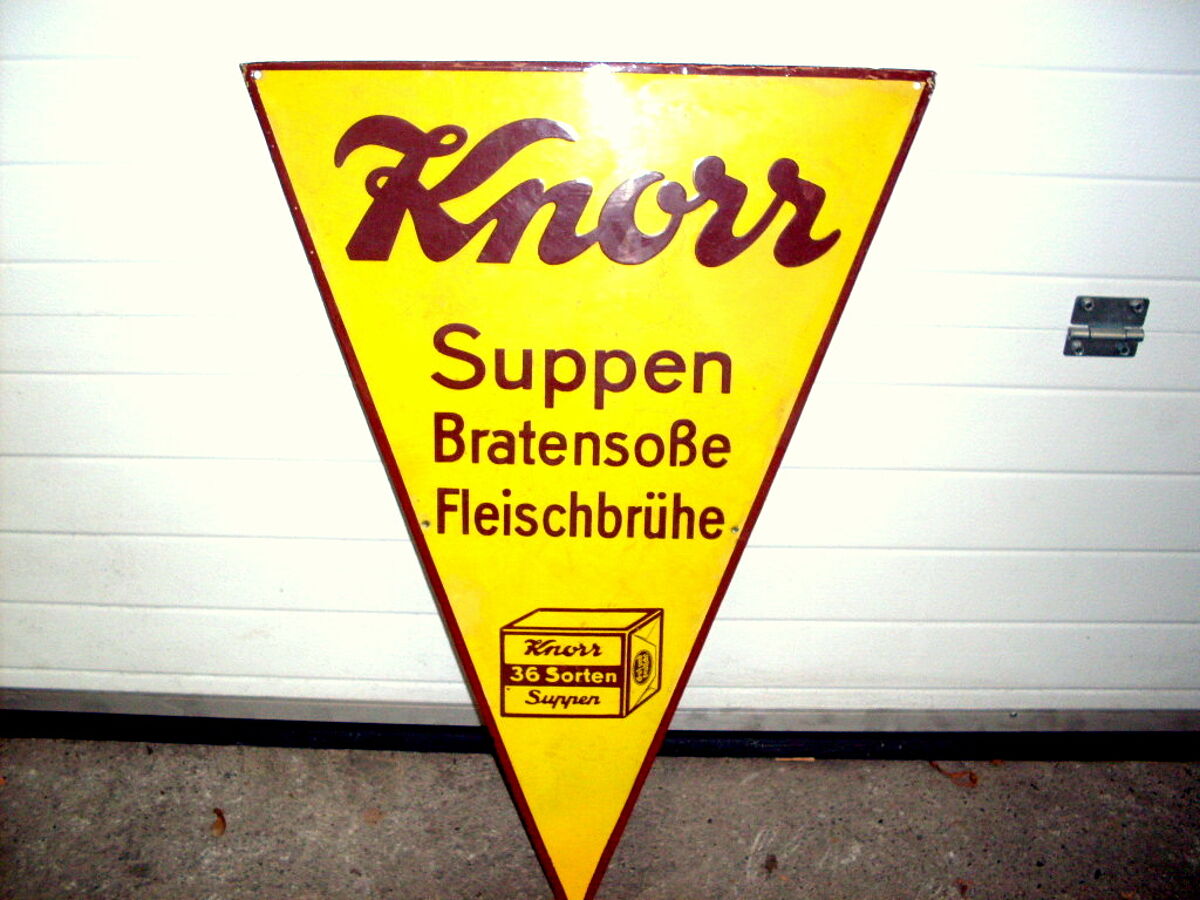 Knorr
Suppen
Bratensoße
Fleischbrühe
Knorr
36 Sorten
Suppen